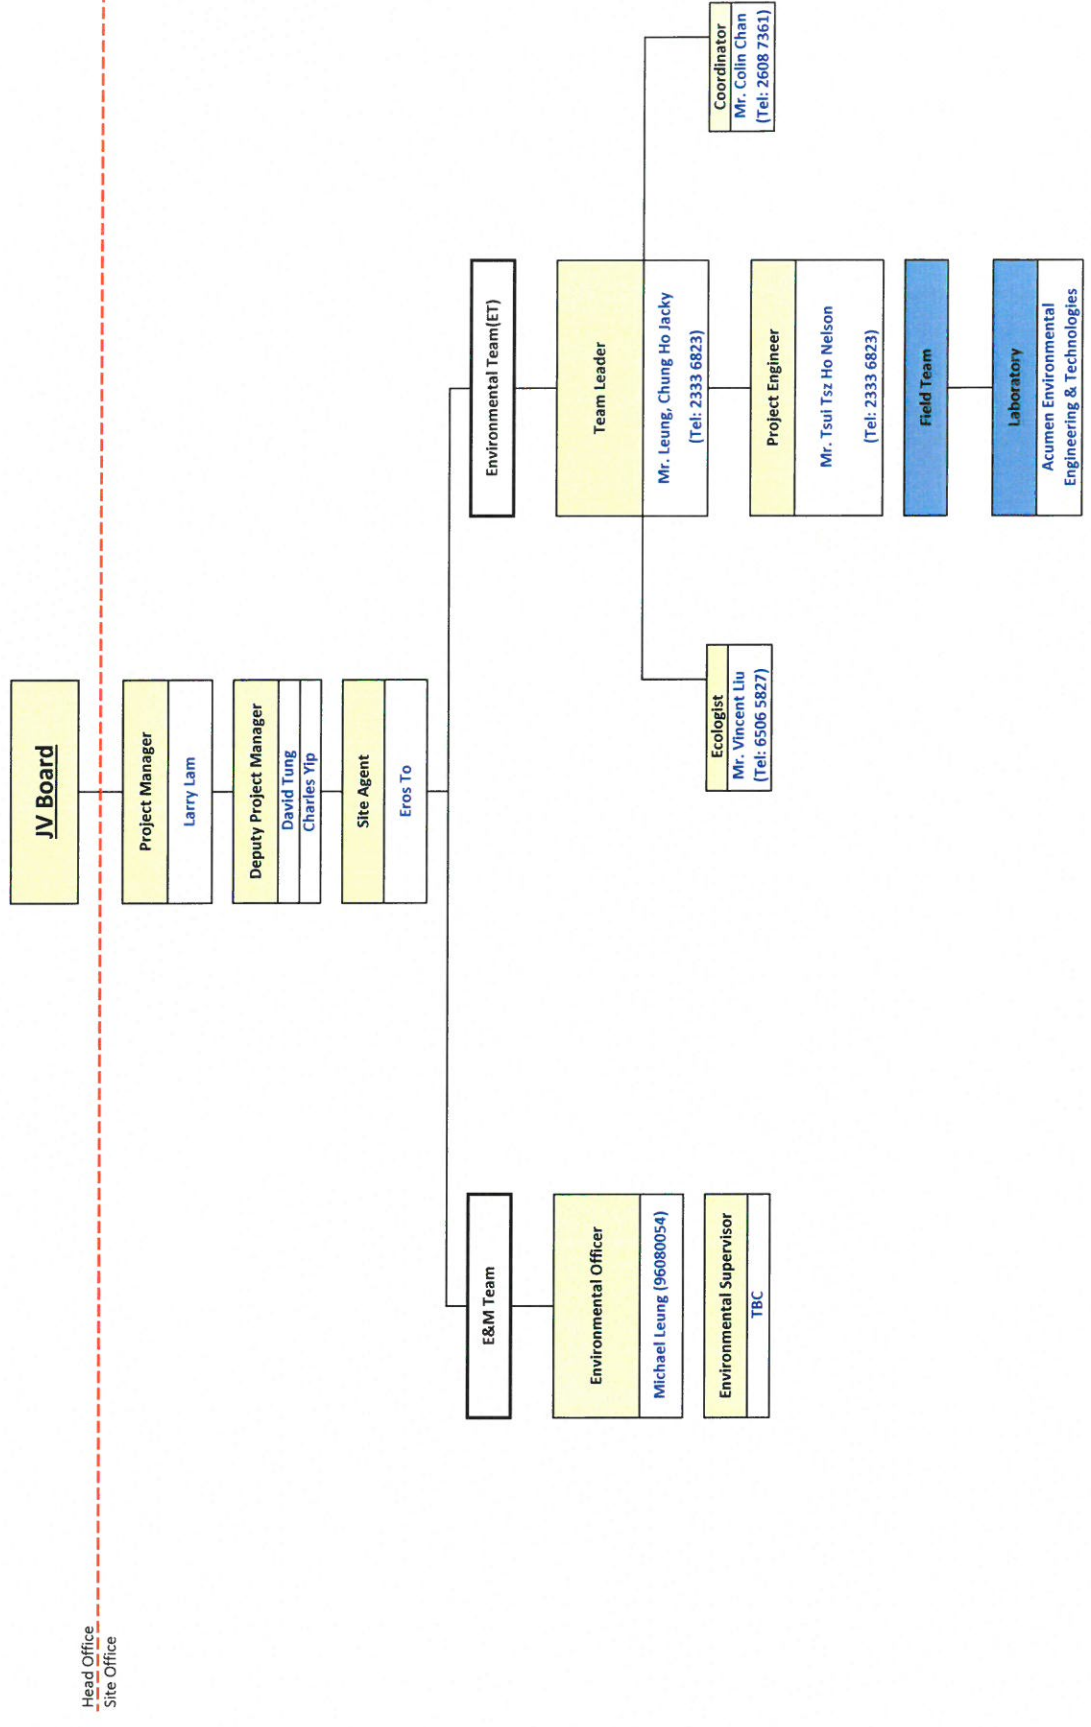 Head Office
Site Office
JV Board
Project Manager
Larry Lam
Deputy Project Manager
David Tung
Charles Yip
Site Agent
Eros To
E&M Team
Environmental Officer
Michael Leung (96080054)
Environmental Supervisor
TBC
Environmental Team(ET)
Team Leader
Mr. Leung, Chung Ho Jacky
(Tel: 2333 6823)
Ecologist
Mr. Vincent Liu
(Tel: 6506 5827)
Coordinator
Mr. Colin Chan
(Tel: 2608 7361)
Project Engineer
Mr. Tsui Tsz Ho Nelson
(Tel: 2333 6823)
Field Team
Laboratory
Acumen Environmental
Engineering & Technologies